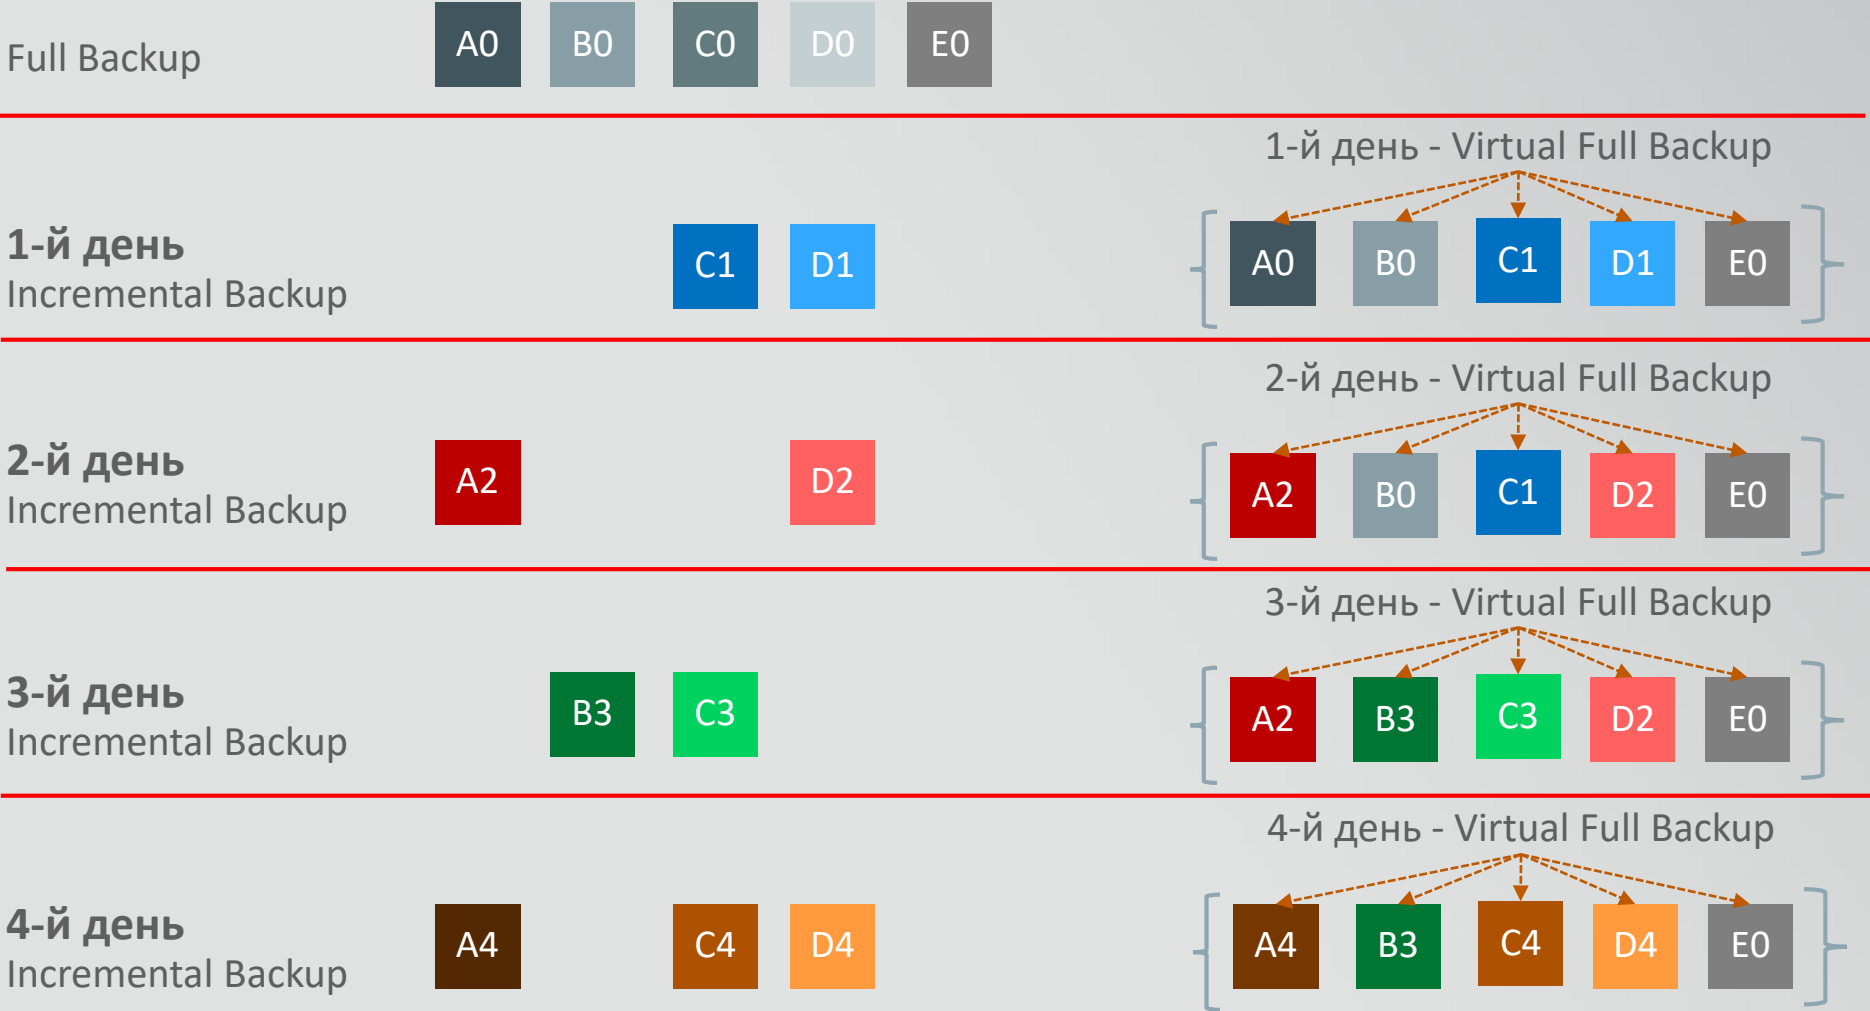 Full Backup
A0 B0 C0 D0 E0
1-й день - Virtual Full Backup
1-й день
Incremental Backup
C1 D1
A0 B0 C1 D1 E0
2-й день - Virtual Full Backup
2-й день
Incremental Backup
A2 D2
A2 B0 C1 D2 E0
3-й день - Virtual Full Backup
3-й день
Incremental Backup
B3 C3
A2 B3 C3 D2 E0
4-й день - Virtual Full Backup
4-й день
Incremental Backup
A4 C4 D4
A4 B3 C4 D4 E0